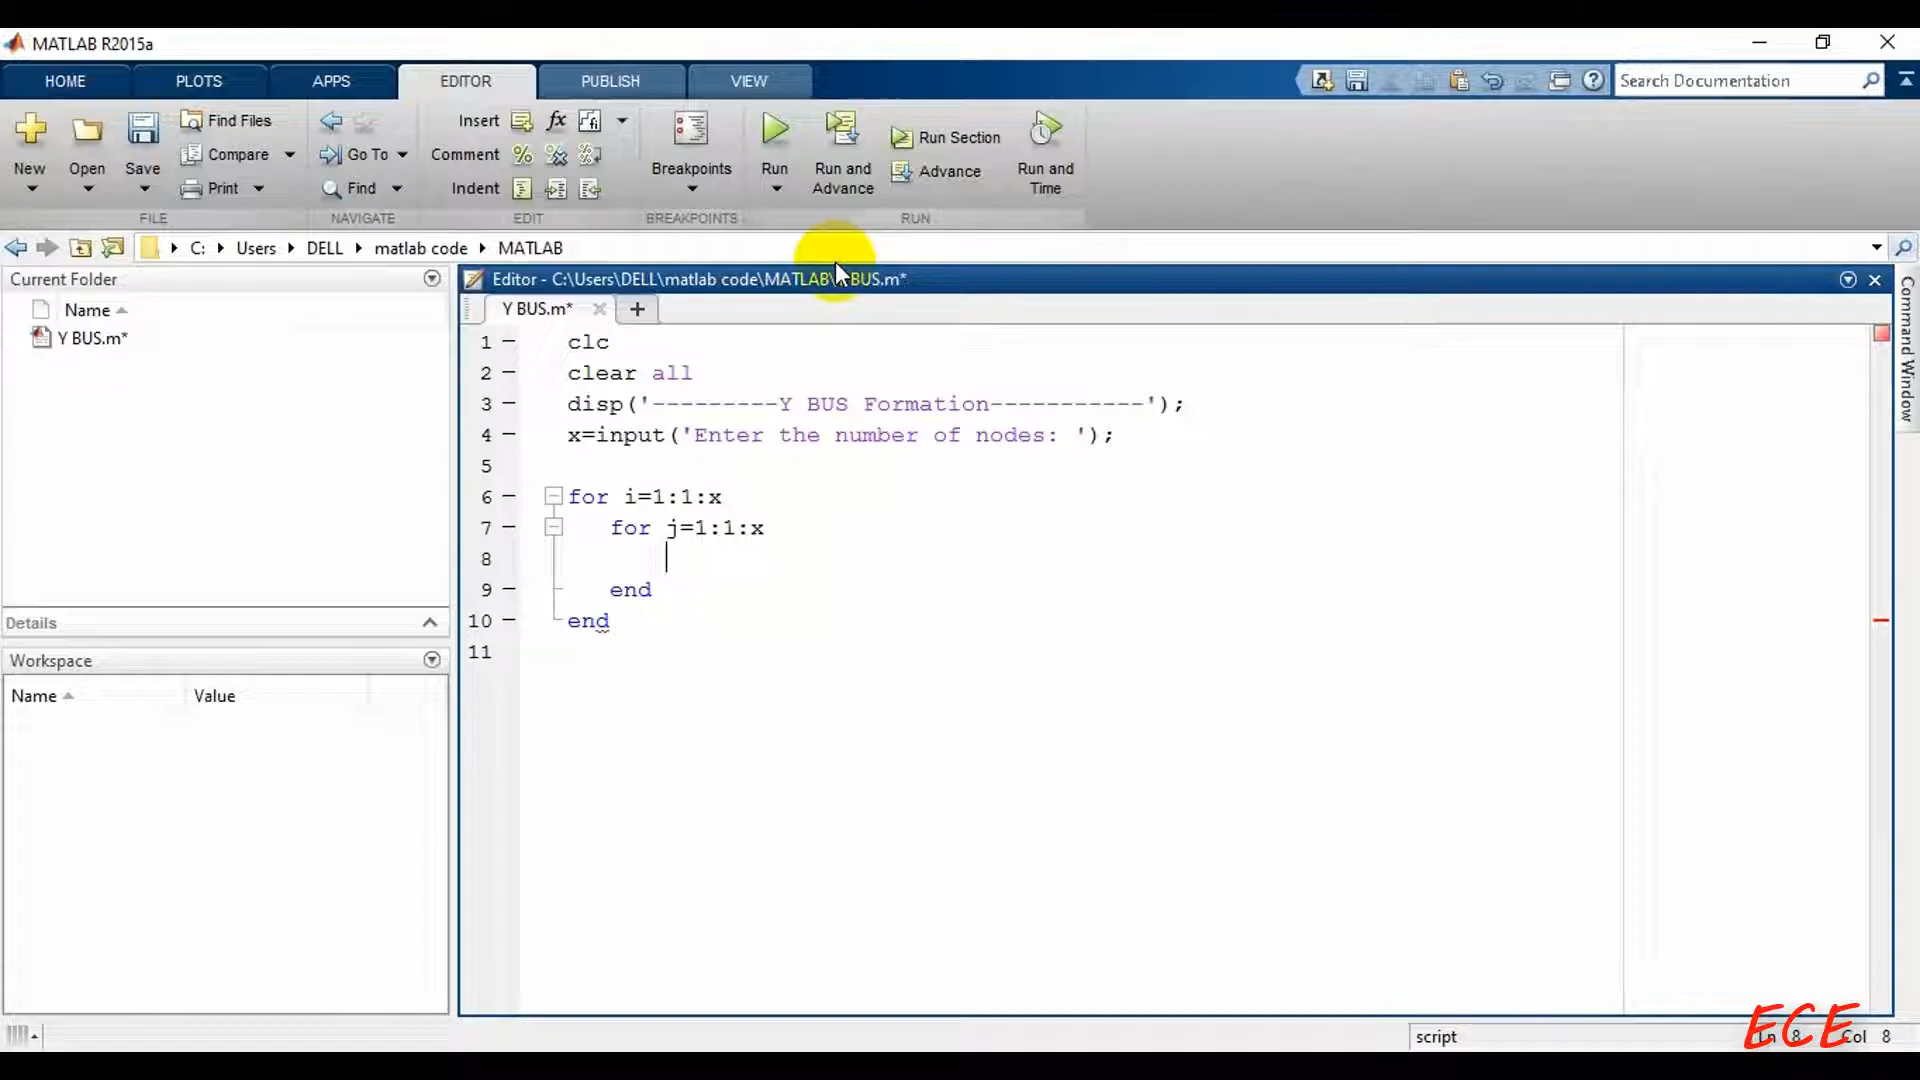 MATLAB R2015a
HOME PLOTS APPS EDITOR PUBLISH VIEW Search Documentation
New Open Save Find Files Compare Print Go To Find Insert fx Comment Indent Breakpoints Run Run and Advance Run Section Advance Run and Time
FILE NAVIGATE EDIT BREAKPOINTS RUN
C: Users DELL matlab code MATLAB
Current Folder
Name
Y BUS.m*
Details
Workspace
Name Value
Editor - C:\Users\DELL\matlab code\MATLAB\Y BUS.m*
Y BUS.m* +
1 clc
2 clear all
3 disp('---------Y BUS Formation-----------');
4 x=input('Enter the number of nodes: ');
5
6 for i=1:1:x
7 for j=1:1:x
8
9 end
10 end
11
Command Window
script Ln 8 Col 8
ECE